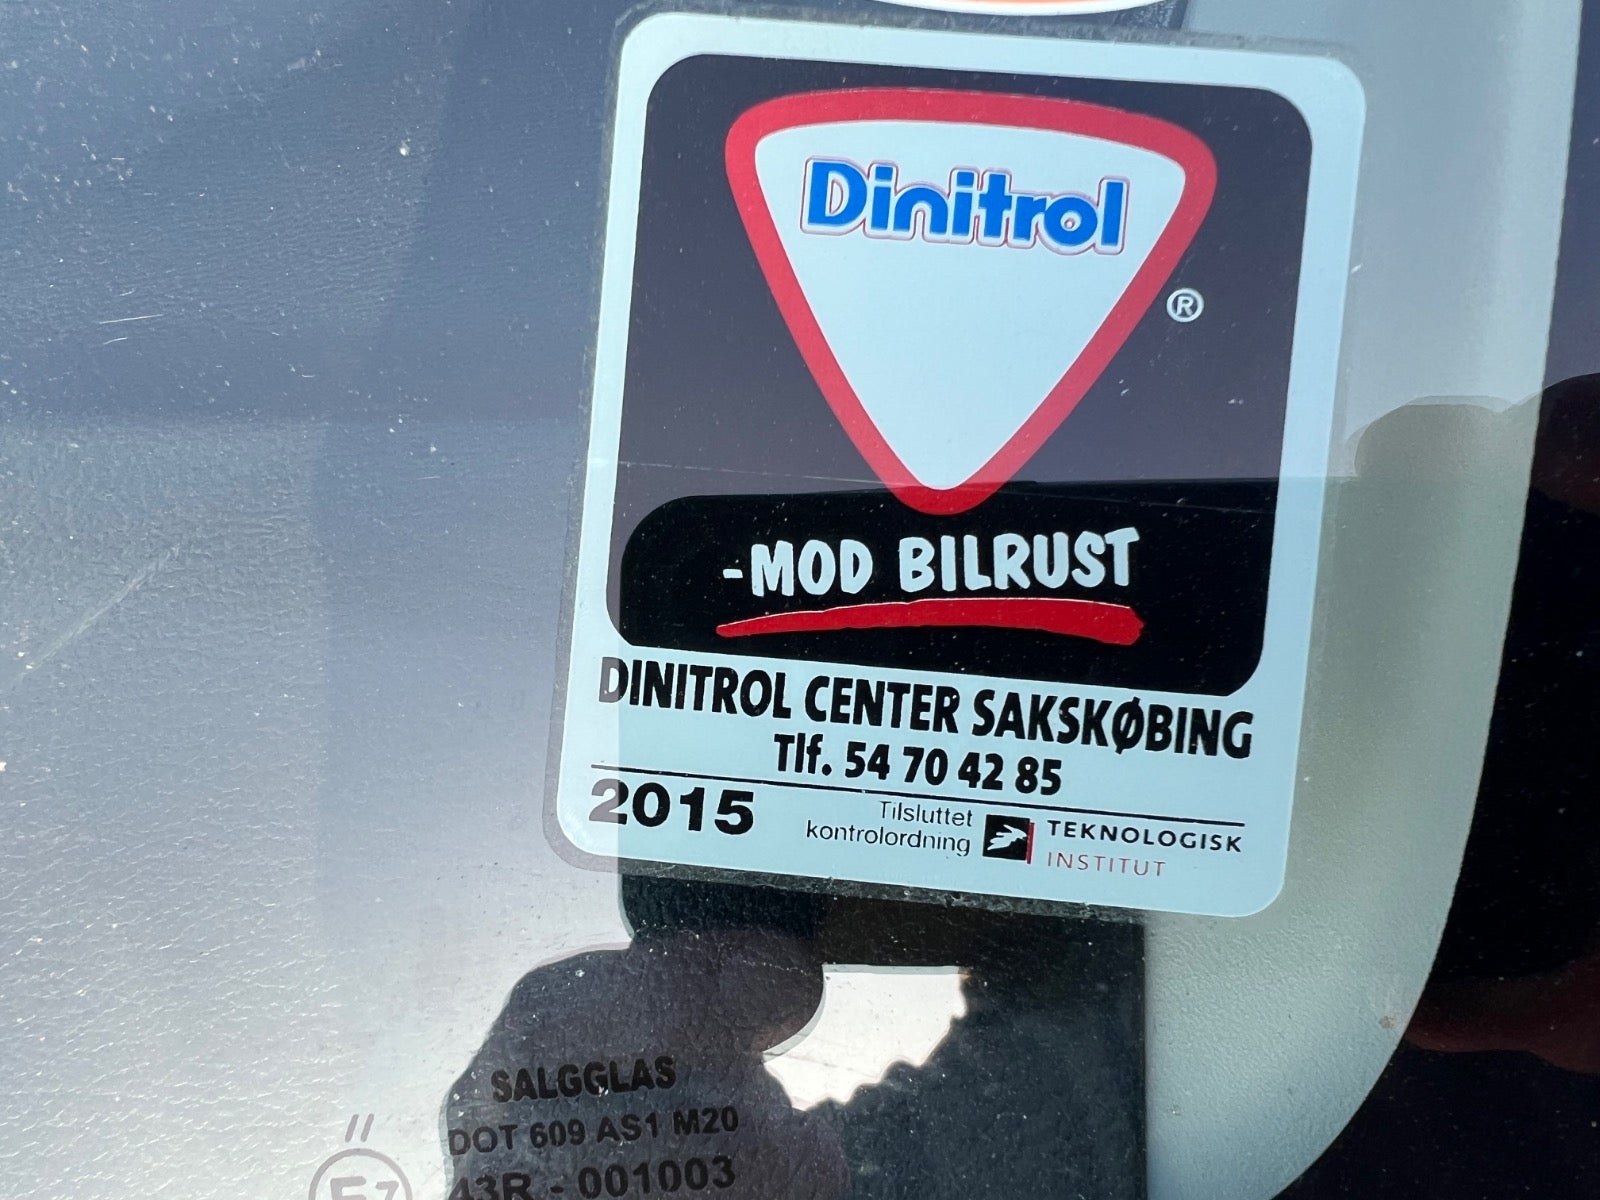 Dinitrol
®
-MOD BILRUST
DINITROL CENTER SAKSKØBING
Tlf. 54 70 42 85
2015
Tilsluttet
kontrolordning
TEKNOLOGISK
INSTITUT
SALGGLAS
DOT 609 AS1 M20
43R - 001003
E7